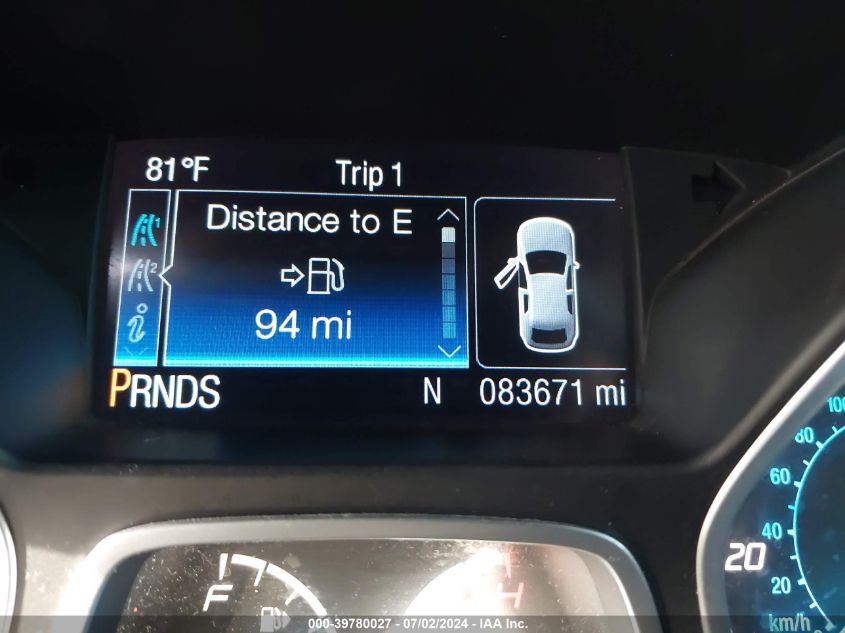 81°F Trip 1
Distance to E
94 mi
PRNDS N 083671 mi
100
80
60
40
20
20
km/h
F H
000-39780027 - 07/02/2024 - IAA Inc.